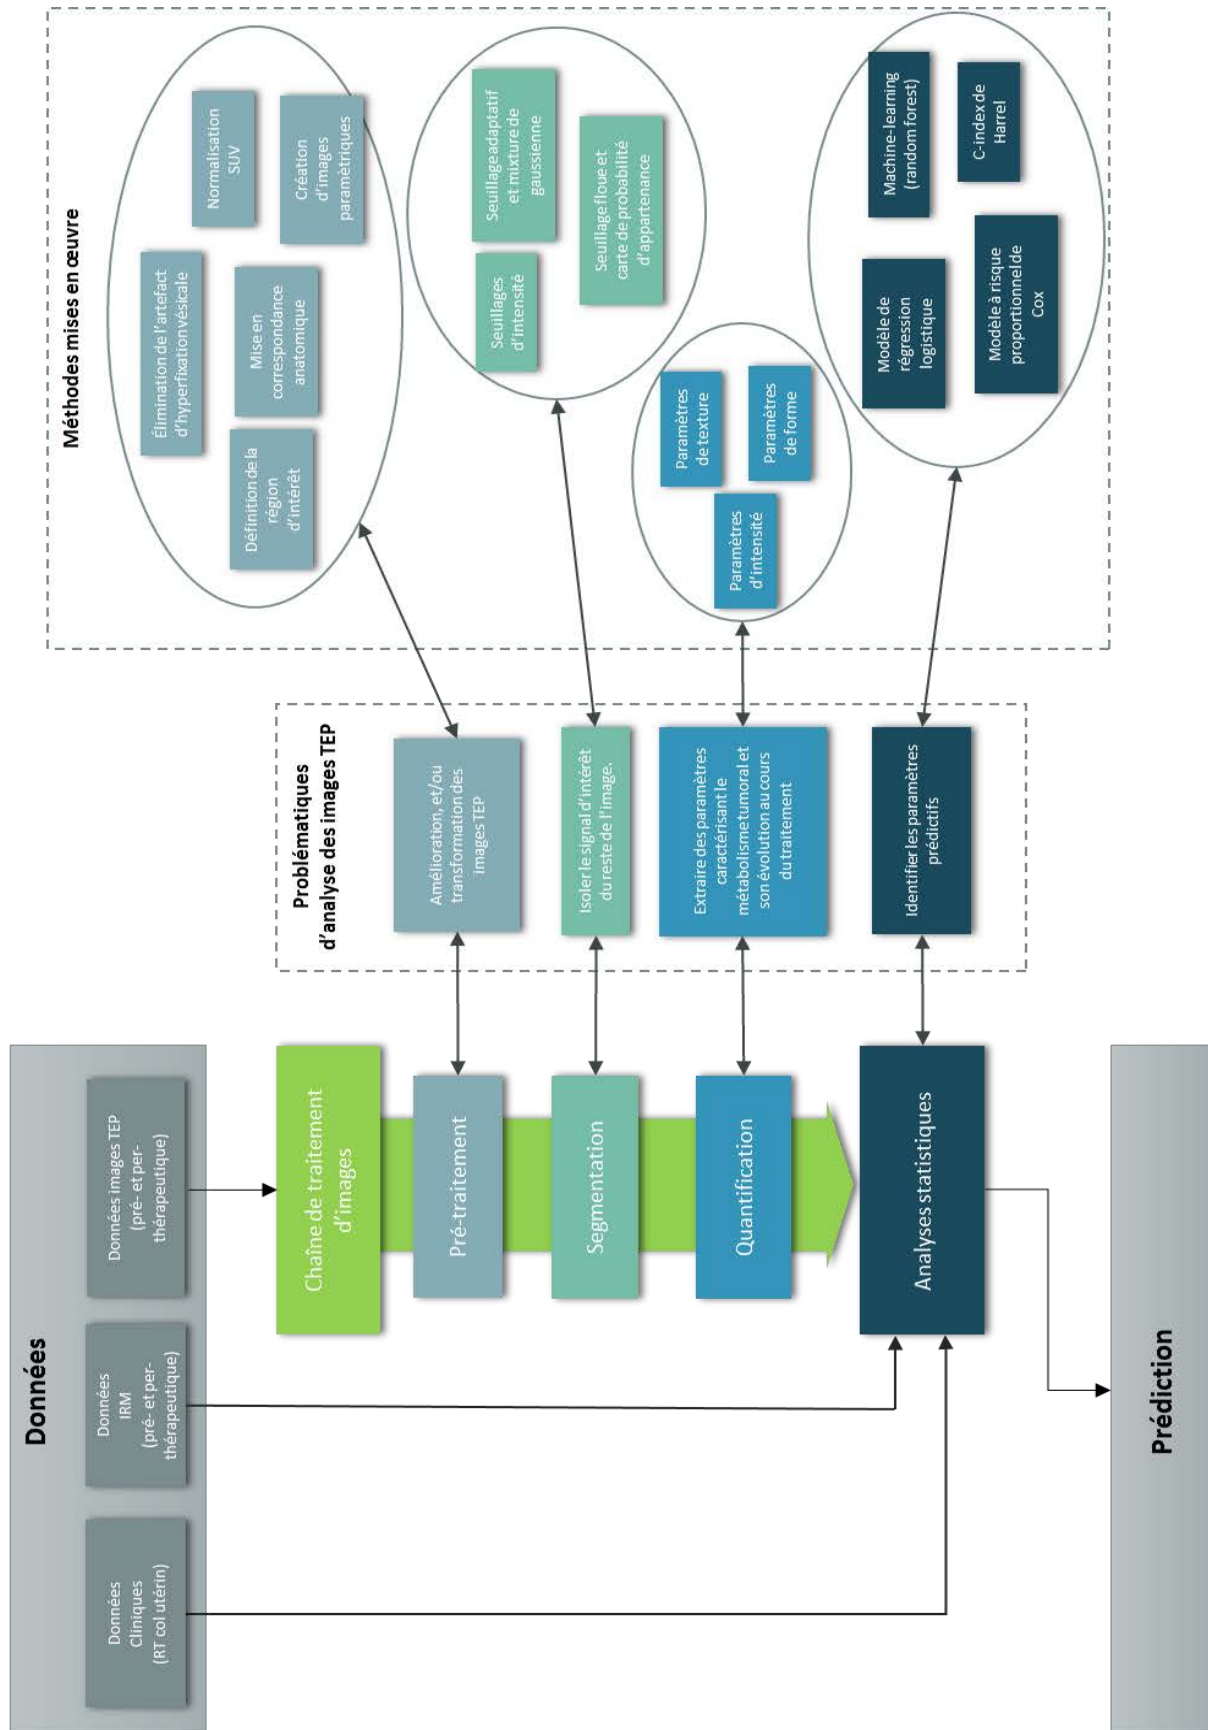 Données
Données
Cliniques
(RT col utérin)
Données
IRM
(pré- et per-
thérapeutique)
Données images TEP
(pré- et per-
thérapeutique)
Chaîne de traitement
d'images
Pré-traitement
Segmentation
Quantification
Analyses statistiques
Prédiction
Problématiques
d'analyse des images TEP
Amélioration, et/ou
transformation des
images TEP
Isoler le signal d'intérêt
du reste de l'image.
Extraire des paramètres
caractérisant le
métabolisme tumoral et
son évolution au cours
du traitement
Identifier les paramètres
prédictifs
Méthodes mises en œuvre
Définition de la
région
d'intérêt
Élimination de l'artefact
d'hyperfixation vésicale
Mise en
correspondance
anatomique
Normalisation
SUV
Création
d'images
paramétriques
Seuillages
d'intensité
Seuillage adaptatif
et mixture de
gaussienne
Seuillage floue et
carte de probabilité
d'appartenance
Paramètres
d'intensité
Paramètres
de texture
Paramètres
de forme
Modèle de
régression
logistique
Machine-learning
(random forest)
Modèle à risque
proportionnel de
Cox
C-index de
Harrel